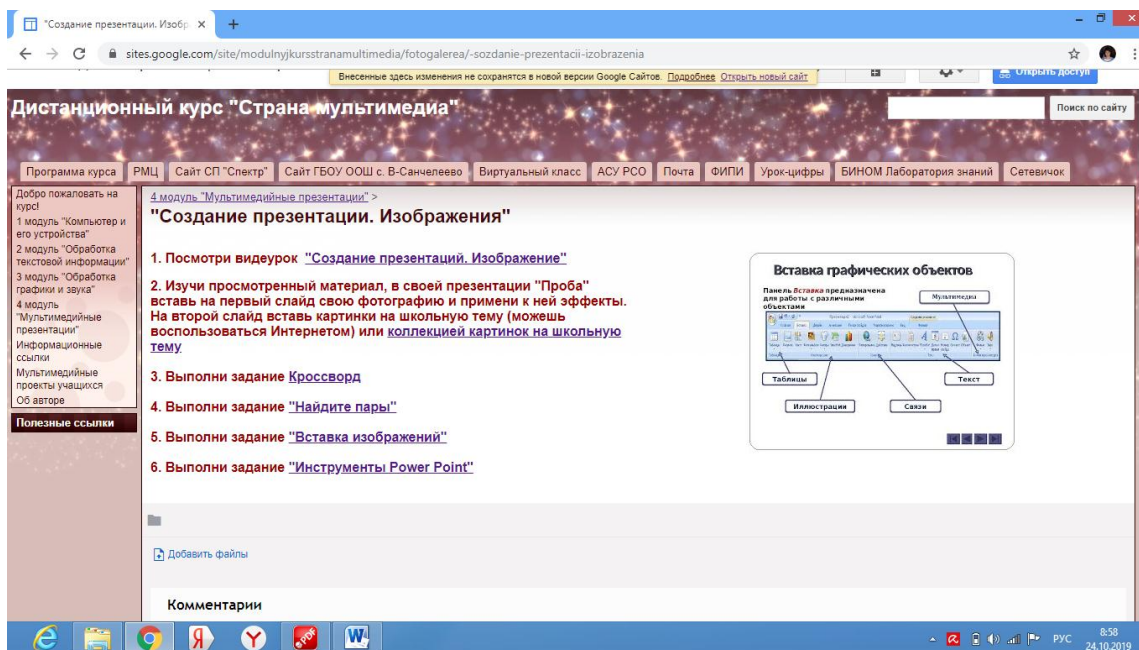 "Создание презентации. Изобр
sites.google.com/site/modulnyjkursstranamultimedia/fotogalerea/-sozdanie-prezentacii-izobrazenia
Внесенные здесь изменения не сохранятся в новой версии Google Сайтов. Подробнее Открыть новый сайт
Открыть доступ
Дистанционный курс "Страна мультимедиа"
Поиск по сайту
Программа курса РМЦ Сайт СП "Спектр" Сайт ГБОУ ООШ с. В-Санчелеево Виртуальный класс АСУ РСО Почта ФИПИ Урок-цифры БИНОМ Лаборатория знаний Сетевичок
Добро пожаловать на
курс!
1 модуль "Компьютер и
его устройства"
2 модуль "Обработка
текстовой информации"
3 модуль "Обработка
графики и звука"
4 модуль
"Мультимедийные
презентации"
Информационные
ссылки
Мультимедийные
проекты учащихся
Об авторе
Полезные ссылки
4 модуль "Мультимедийные презентации" >
"Создание презентации. Изображения"
1. Посмотри видеурок "Создание презентаций. Изображение"
2. Изучи просмотренный материал, в своей презентации "Проба"
вставь на первый слайд свою фотографию и примени к ней эффекты.
На второй слайд вставь картинки на школьную тему (можешь
воспользоваться Интернетом) или коллекцией картинок на школьную
тему
3. Выполни задание Кроссворд
4. Выполни задание "Найдите пары"
5. Выполни задание "Вставка изображений"
6. Выполни задание "Инструменты Power Point"
Вставка графических объектов
Панель Вставка предназначена
для работы с различными
объектами
Мультимедиа
Таблицы
Текст
Иллюстрации
Связи
Добавить файлы
Комментарии
РУС
8:58
24.10.2019